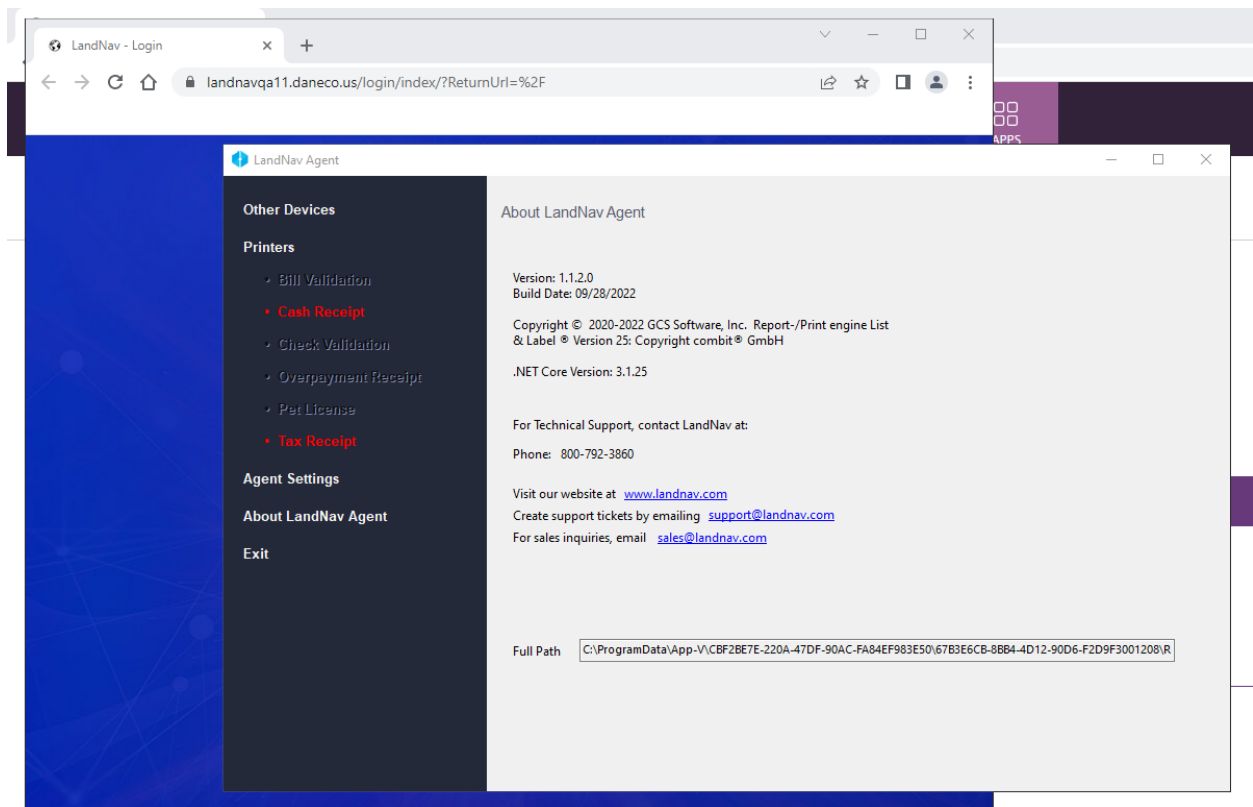 LandNav - Login
landnavqa11.daneco.us/login/index/?ReturnUrl=%2F
APPS
LandNav Agent
Other Devices
Printers
• Bill Validation
• Cash Receipt
• Check Validation
• Overpayment Receipt
• Pet License
• Tax Receipt
Agent Settings
About LandNav Agent
Exit
About LandNav Agent
Version: 1.1.2.0
Build Date: 09/28/2022
Copyright © 2020-2022 GCS Software, Inc. Report-/Print engine List
& Label ® Version 25: Copyright combit® GmbH
.NET Core Version: 3.1.25
For Technical Support, contact LandNav at:
Phone: 800-792-3860
Visit our website at www.landnav.com
Create support tickets by emailing support@landnav.com
For sales inquiries, email sales@landnav.com
Full Path C:\ProgramData\App-V\CBF2BE7E-220A-47DF-90AC-FA84EF983E50\67B3E6CB-8BB4-4D12-90D6-F2D9F3001208\R